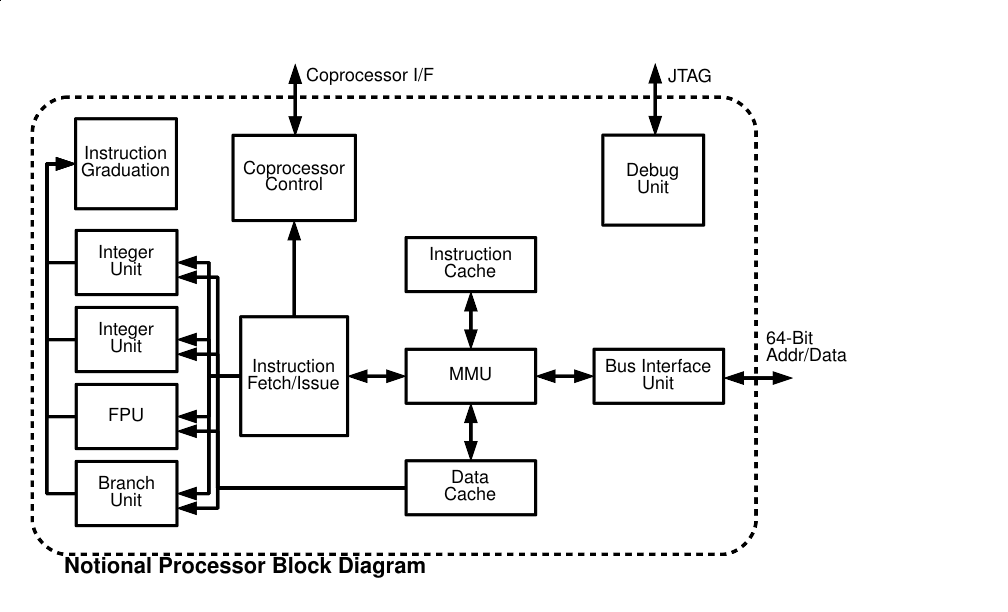 Coprocessor I/F
JTAG
Instruction
Graduation
Coprocessor
Control
Debug
Unit
Integer
Unit
Instruction
Cache
Integer
Unit
Instruction
Fetch/Issue
MMU
Bus Interface
Unit
64-Bit
Addr/Data
FPU
Branch
Unit
Data
Cache
Notional Processor Block Diagram